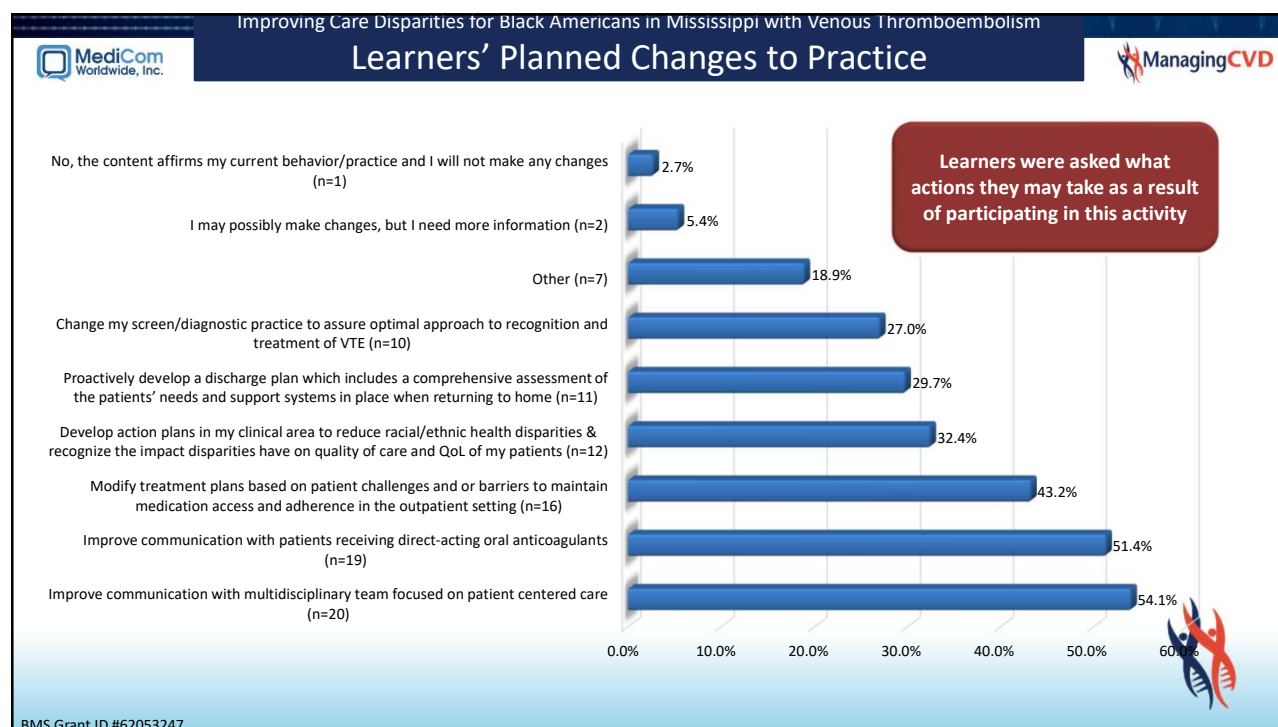 Improving Care Disparities for Black Americans in Mississippi with Venous Thromboembolism
MediCom
Worldwide, Inc.
Learners' Planned Changes to Practice
ManagingCVD
Learners were asked what
actions they may take as a result
of participating in this activity
No, the content affirms my current behavior/practice and I will not make any changes
(n=1)
2.7%
I may possibly make changes, but I need more information (n=2)
5.4%
Other (n=7)
18.9%
Change my screen/diagnostic practice to assure optimal approach to recognition and
treatment of VTE (n=10)
27.0%
Proactively develop a discharge plan which includes a comprehensive assessment of
the patients' needs and support systems in place when returning to home (n=11)
29.7%
Develop action plans in my clinical area to reduce racial/ethnic health disparities &
recognize the impact disparities have on quality of care and QoL of my patients (n=12)
32.4%
Modify treatment plans based on patient challenges and or barriers to maintain
medication access and adherence in the outpatient setting (n=16)
43.2%
Improve communication with patients receiving direct-acting oral anticoagulants
(n=19)
51.4%
Improve communication with multidisciplinary team focused on patient centered care
(n=20)
54.1%
0.0% 10.0% 20.0% 30.0% 40.0% 50.0% 60.0%
BMS Grant ID #62053247